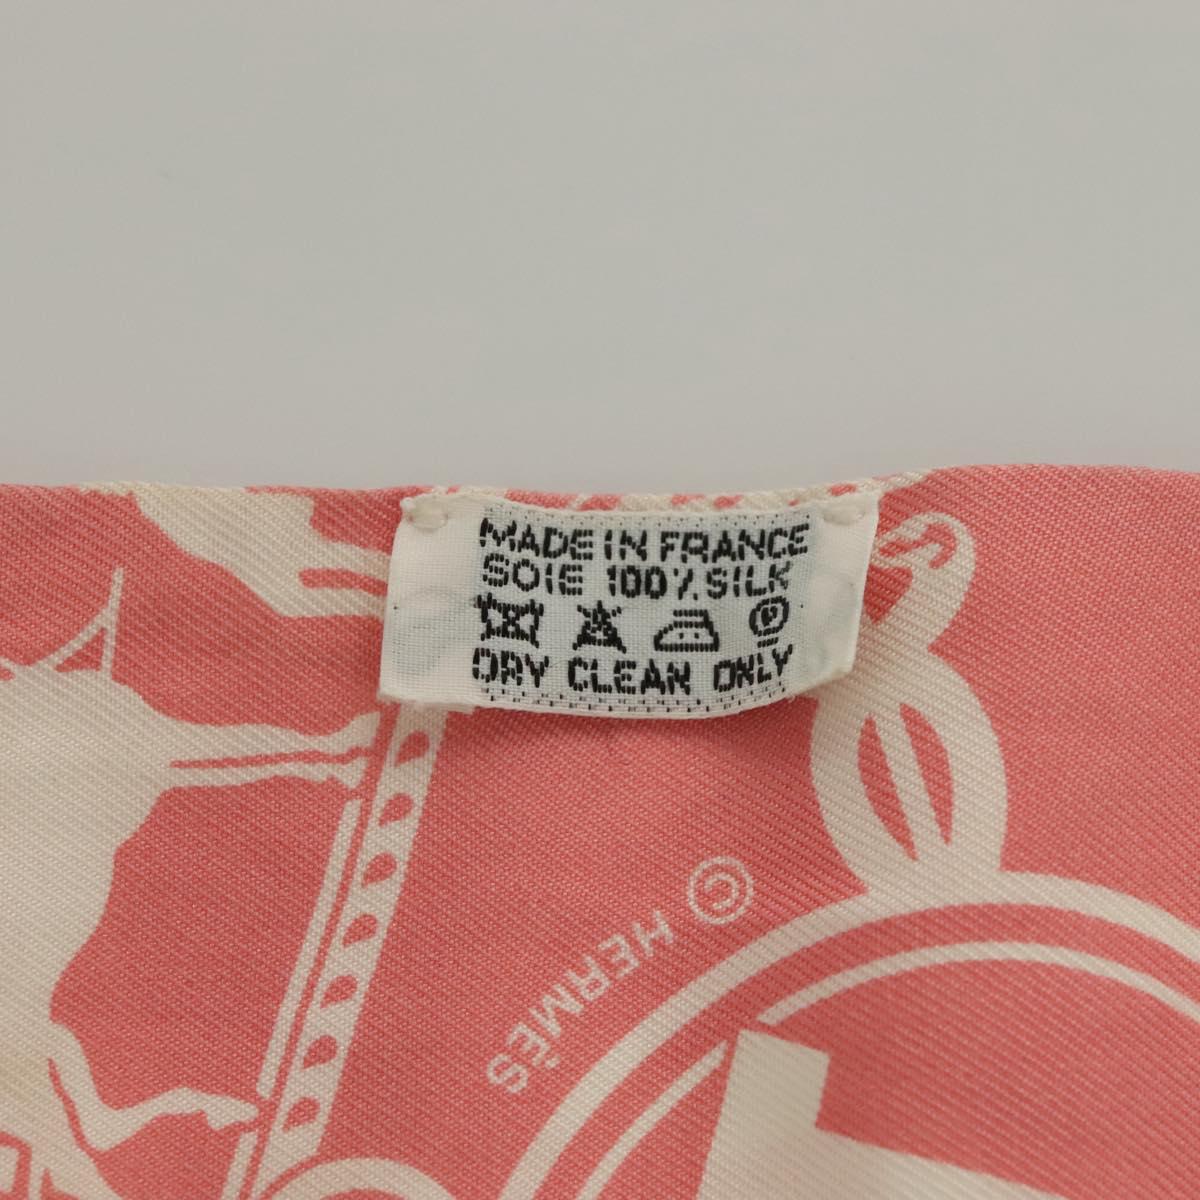 MADE IN FRANCE
SOIE 100% SILK
DRY CLEAN ONLY
© HERMÈS